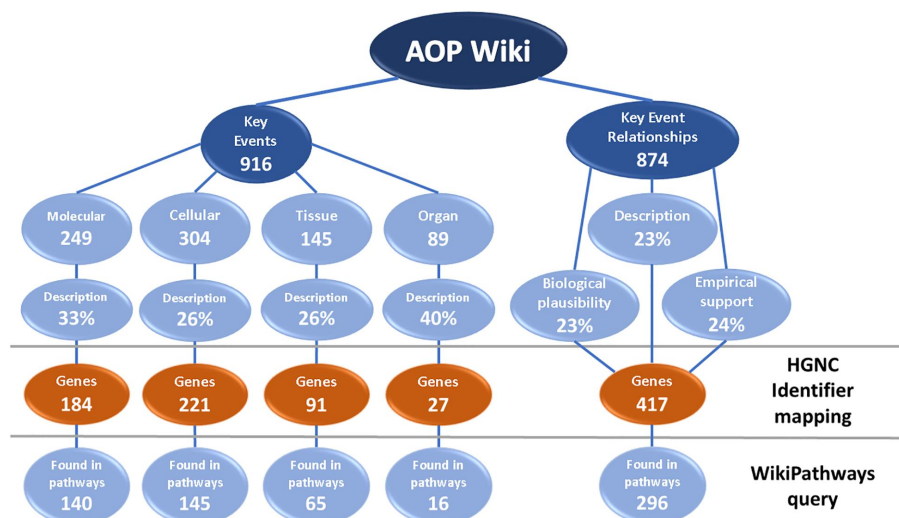 AOP Wiki
Key
Events
916
Key Event
Relationships
874
Molecular
249
Cellular
304
Tissue
145
Organ
89
Description
23%
Description
33%
Description
26%
Description
26%
Description
40%
Biological
plausibility
23%
Empirical
support
24%
Genes
184
Genes
221
Genes
91
Genes
27
Genes
417
HGNC
Identifier
mapping
Found in
pathways
140
Found in
pathways
145
Found in
pathways
65
Found in
pathways
16
Found in
pathways
296
WikiPathways
query